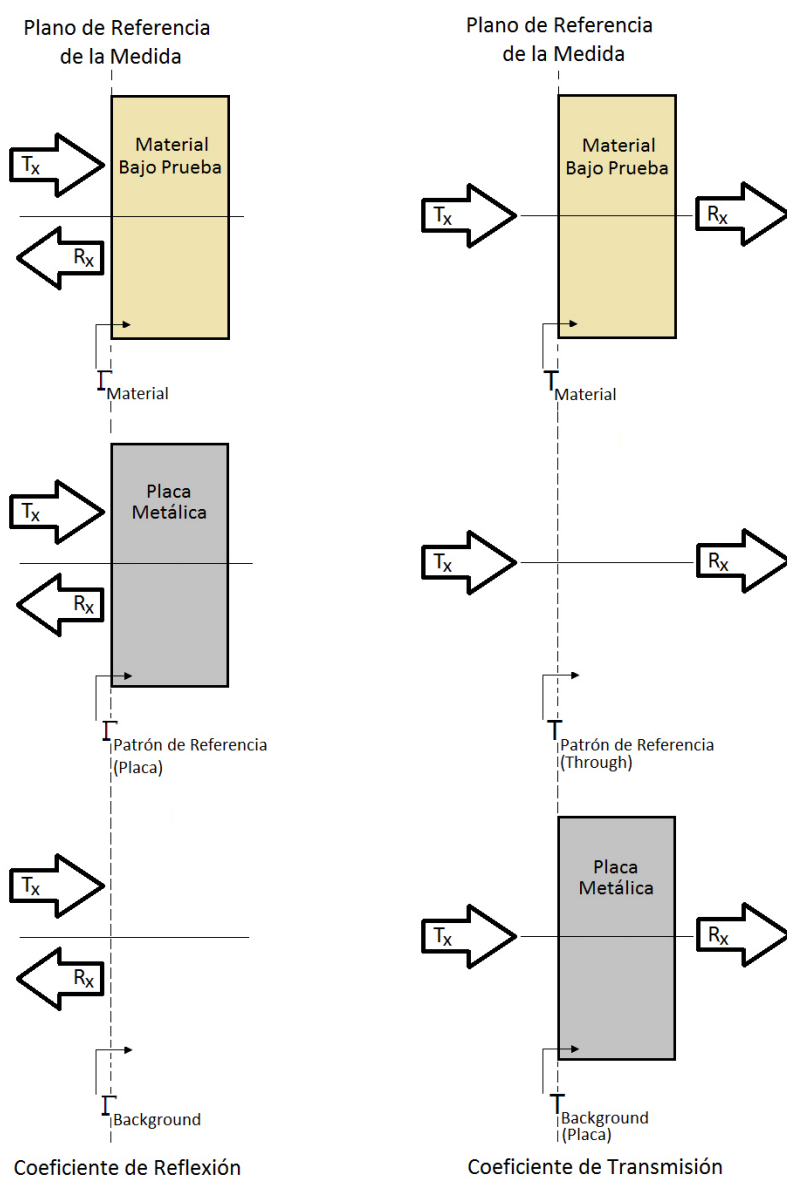 Plano de Referencia
de la Medida
Material
Bajo Prueba
Tx
Rx
ΓMaterial
Placa
Metálica
Tx
Rx
ΓPatrón de Referencia
(Placa)
Tx
Rx
ΓBackground
Coeficiente de Reflexión
Plano de Referencia
de la Medida
Material
Bajo Prueba
Tx
Rx
TMaterial
Tx
Rx
TPatrón de Referencia
(Through)
Placa
Metálica
Tx
Rx
TBackground
(Placa)
Coeficiente de Transmisión